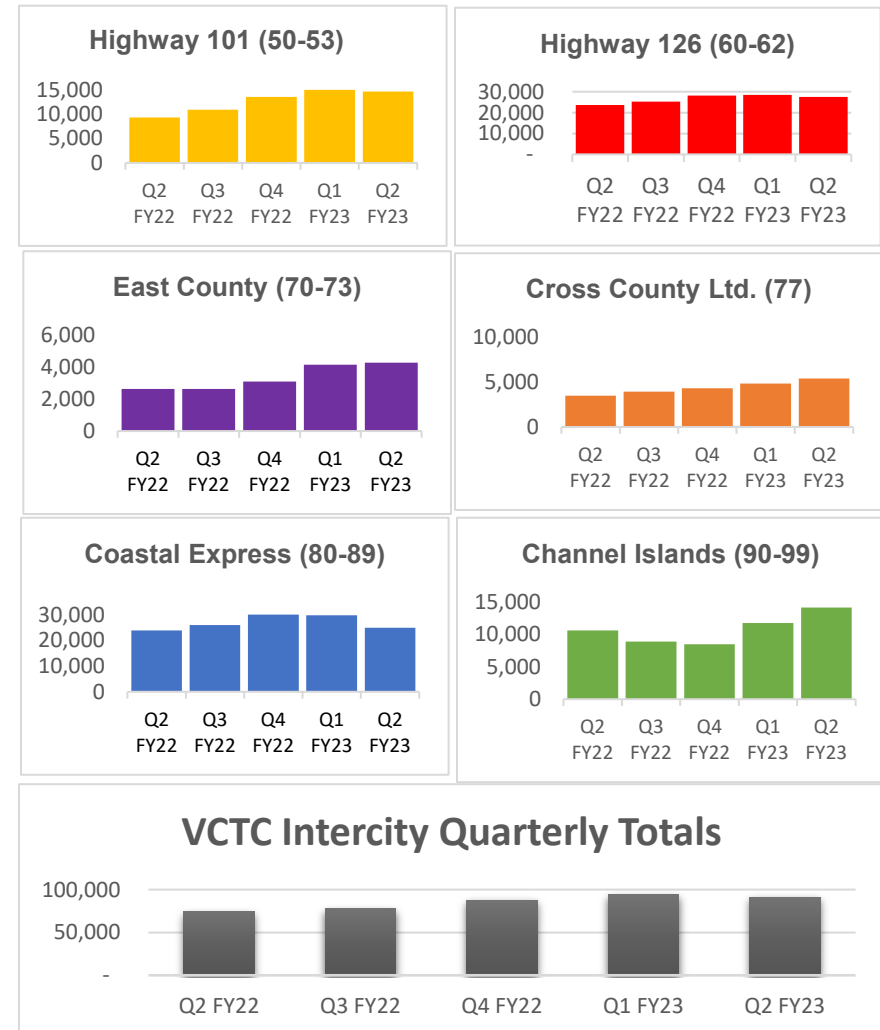 Highway 101 (50-53)
15,000
10,000
5,000
0
Q2 Q3 Q4 Q1 Q2
FY22 FY22 FY22 FY23 FY23
Highway 126 (60-62)
30,000
20,000
10,000
-
Q2 Q3 Q4 Q1 Q2
FY22 FY22 FY22 FY23 FY23
East County (70-73)
6,000
4,000
2,000
0
Q2 Q3 Q4 Q1 Q2
FY22 FY22 FY22 FY23 FY23
Cross County Ltd. (77)
10,000
5,000
0
Q2 Q3 Q4 Q1 Q2
FY22 FY22 FY22 FY23 FY23
Coastal Express (80-89)
30,000
20,000
10,000
0
Q2 Q3 Q4 Q1 Q2
FY22 FY22 FY22 FY23 FY23
Channel Islands (90-99)
15,000
10,000
5,000
0
Q2 Q3 Q4 Q1 Q2
FY22 FY22 FY22 FY23 FY23
VCTC Intercity Quarterly Totals
100,000
50,000
-
Q2 FY22 Q3 FY22 Q4 FY22 Q1 FY23 Q2 FY23